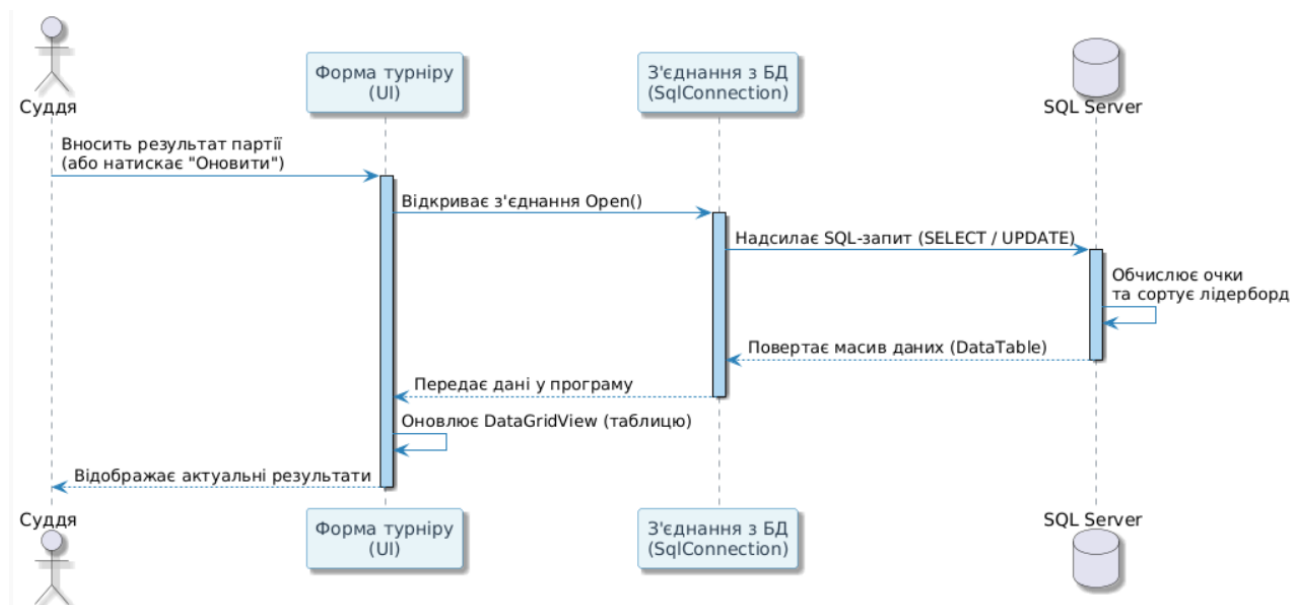 Суддя
Форма турніру
(UI)
З'єднання з БД
(SqlConnection)
SQL Server
Вносить результат партії
(або натискає "Оновити")
Відкриває з'єднання Open()
Надсилає SQL-запит (SELECT / UPDATE)
Обчислює очки
та сортує лідерборд
Повертає масив даних (DataTable)
Передає дані у програму
Оновлює DataGridView (таблицю)
Відображає актуальні результати
Суддя
Форма турніру
(UI)
З'єднання з БД
(SqlConnection)
SQL Server